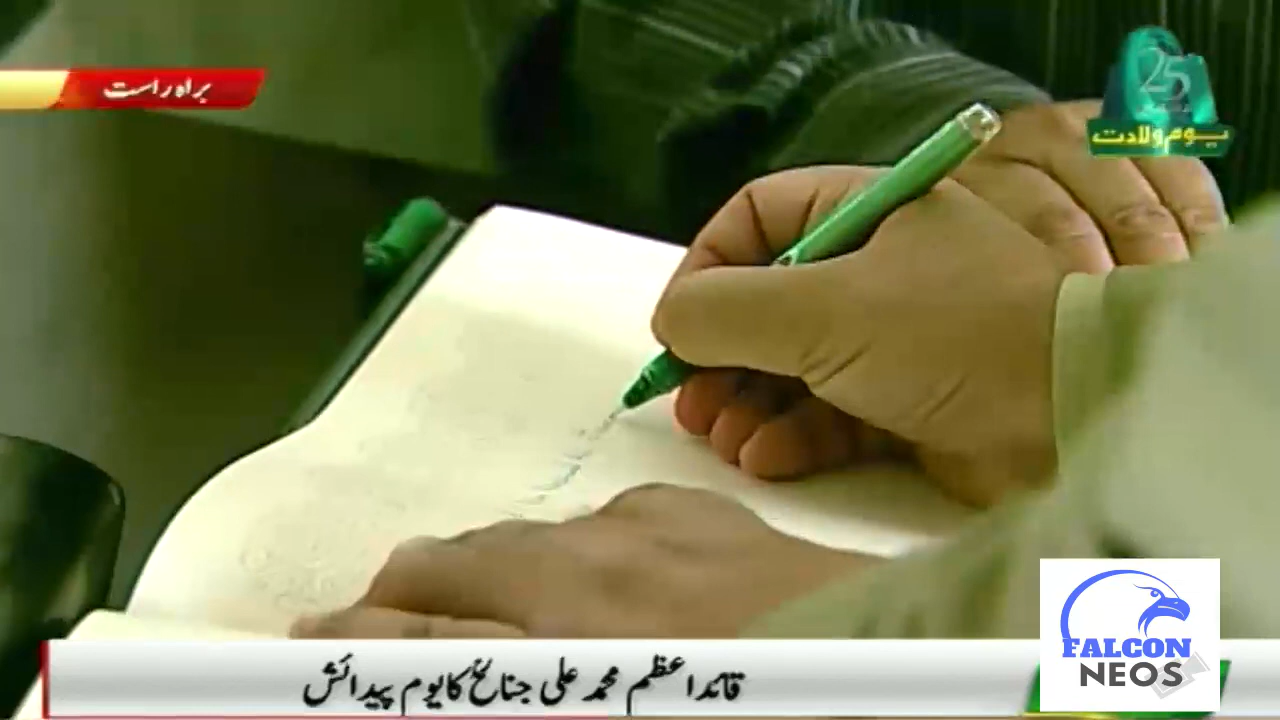 براہ راست
25
یوم ولادت
قائداعظم محمد علی جناحؒ کا یوم پیدائش
FALCON
NEOS